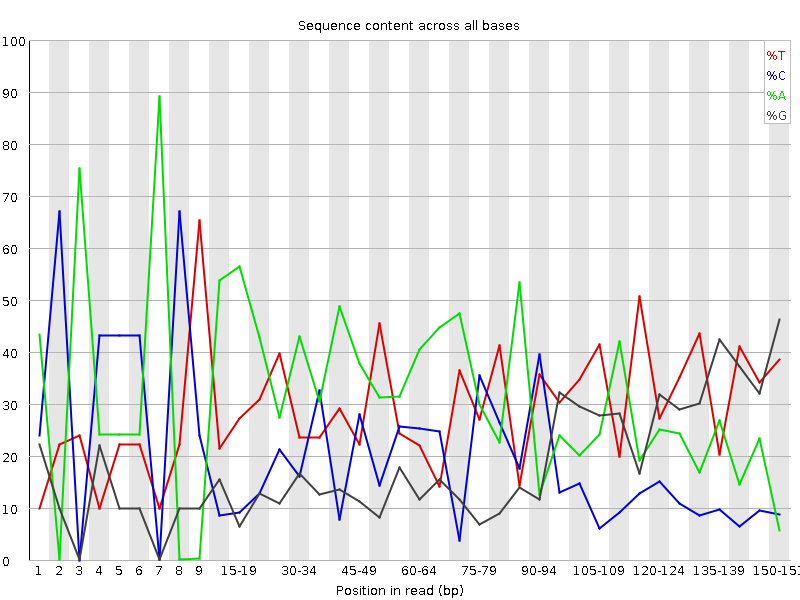 Sequence content across all bases
%T
%C
%A
%G
100
90
80
70
60
50
40
30
20
10
0
1 2 3 4 5 6 7 8 9 15-19 30-34 45-49 60-64 75-79 90-94 105-109 120-124 135-139 150-151
Position in read (bp)